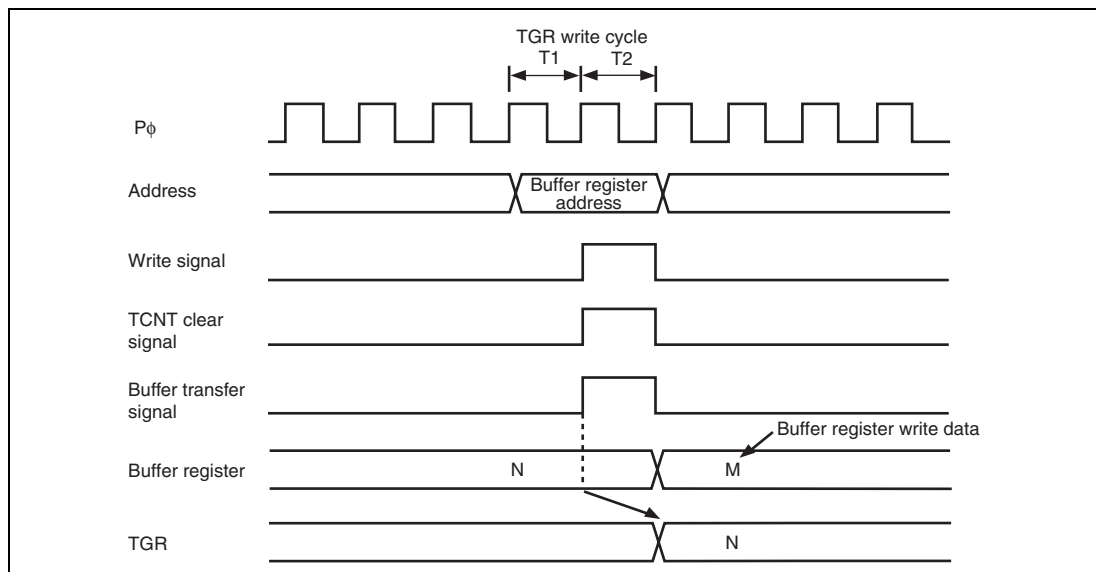 TGR write cycle
T1 T2
Pϕ
Address
Buffer register
address
Write signal
TCNT clear
signal
Buffer transfer
signal
Buffer register write data
Buffer register
N
M
TGR
N